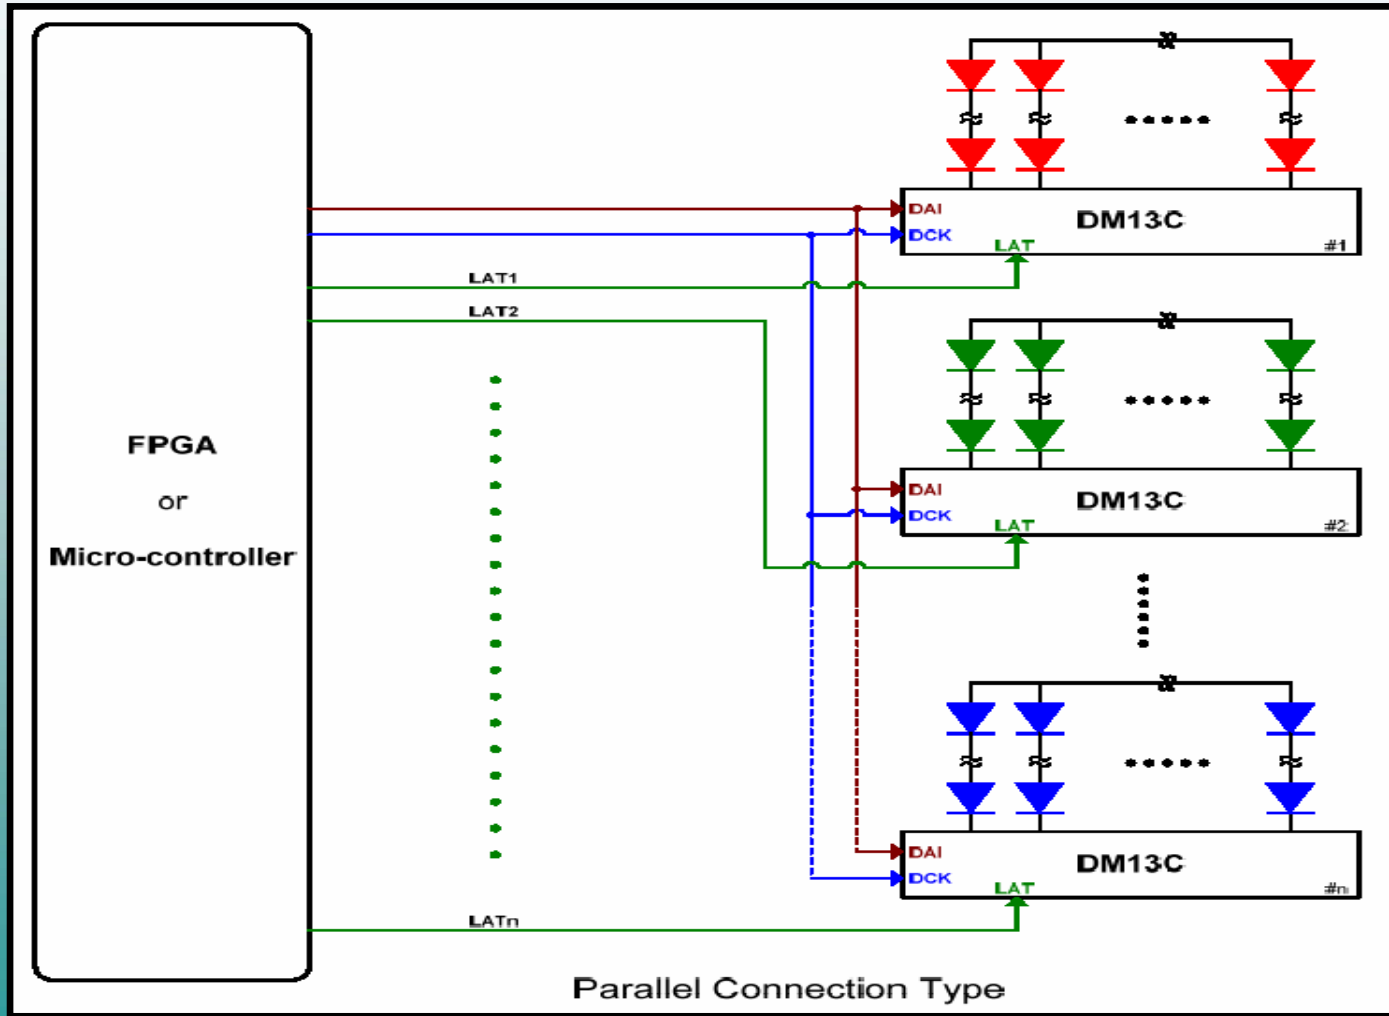 DAI
DCK
DM13C
LAT
#1
LAT1
LAT2
FPGA
or
Micro-controller
DAI
DCK
DM13C
LAT
#2
DAI
DCK
DM13C
LAT
#n
LATn
Parallel Connection Type